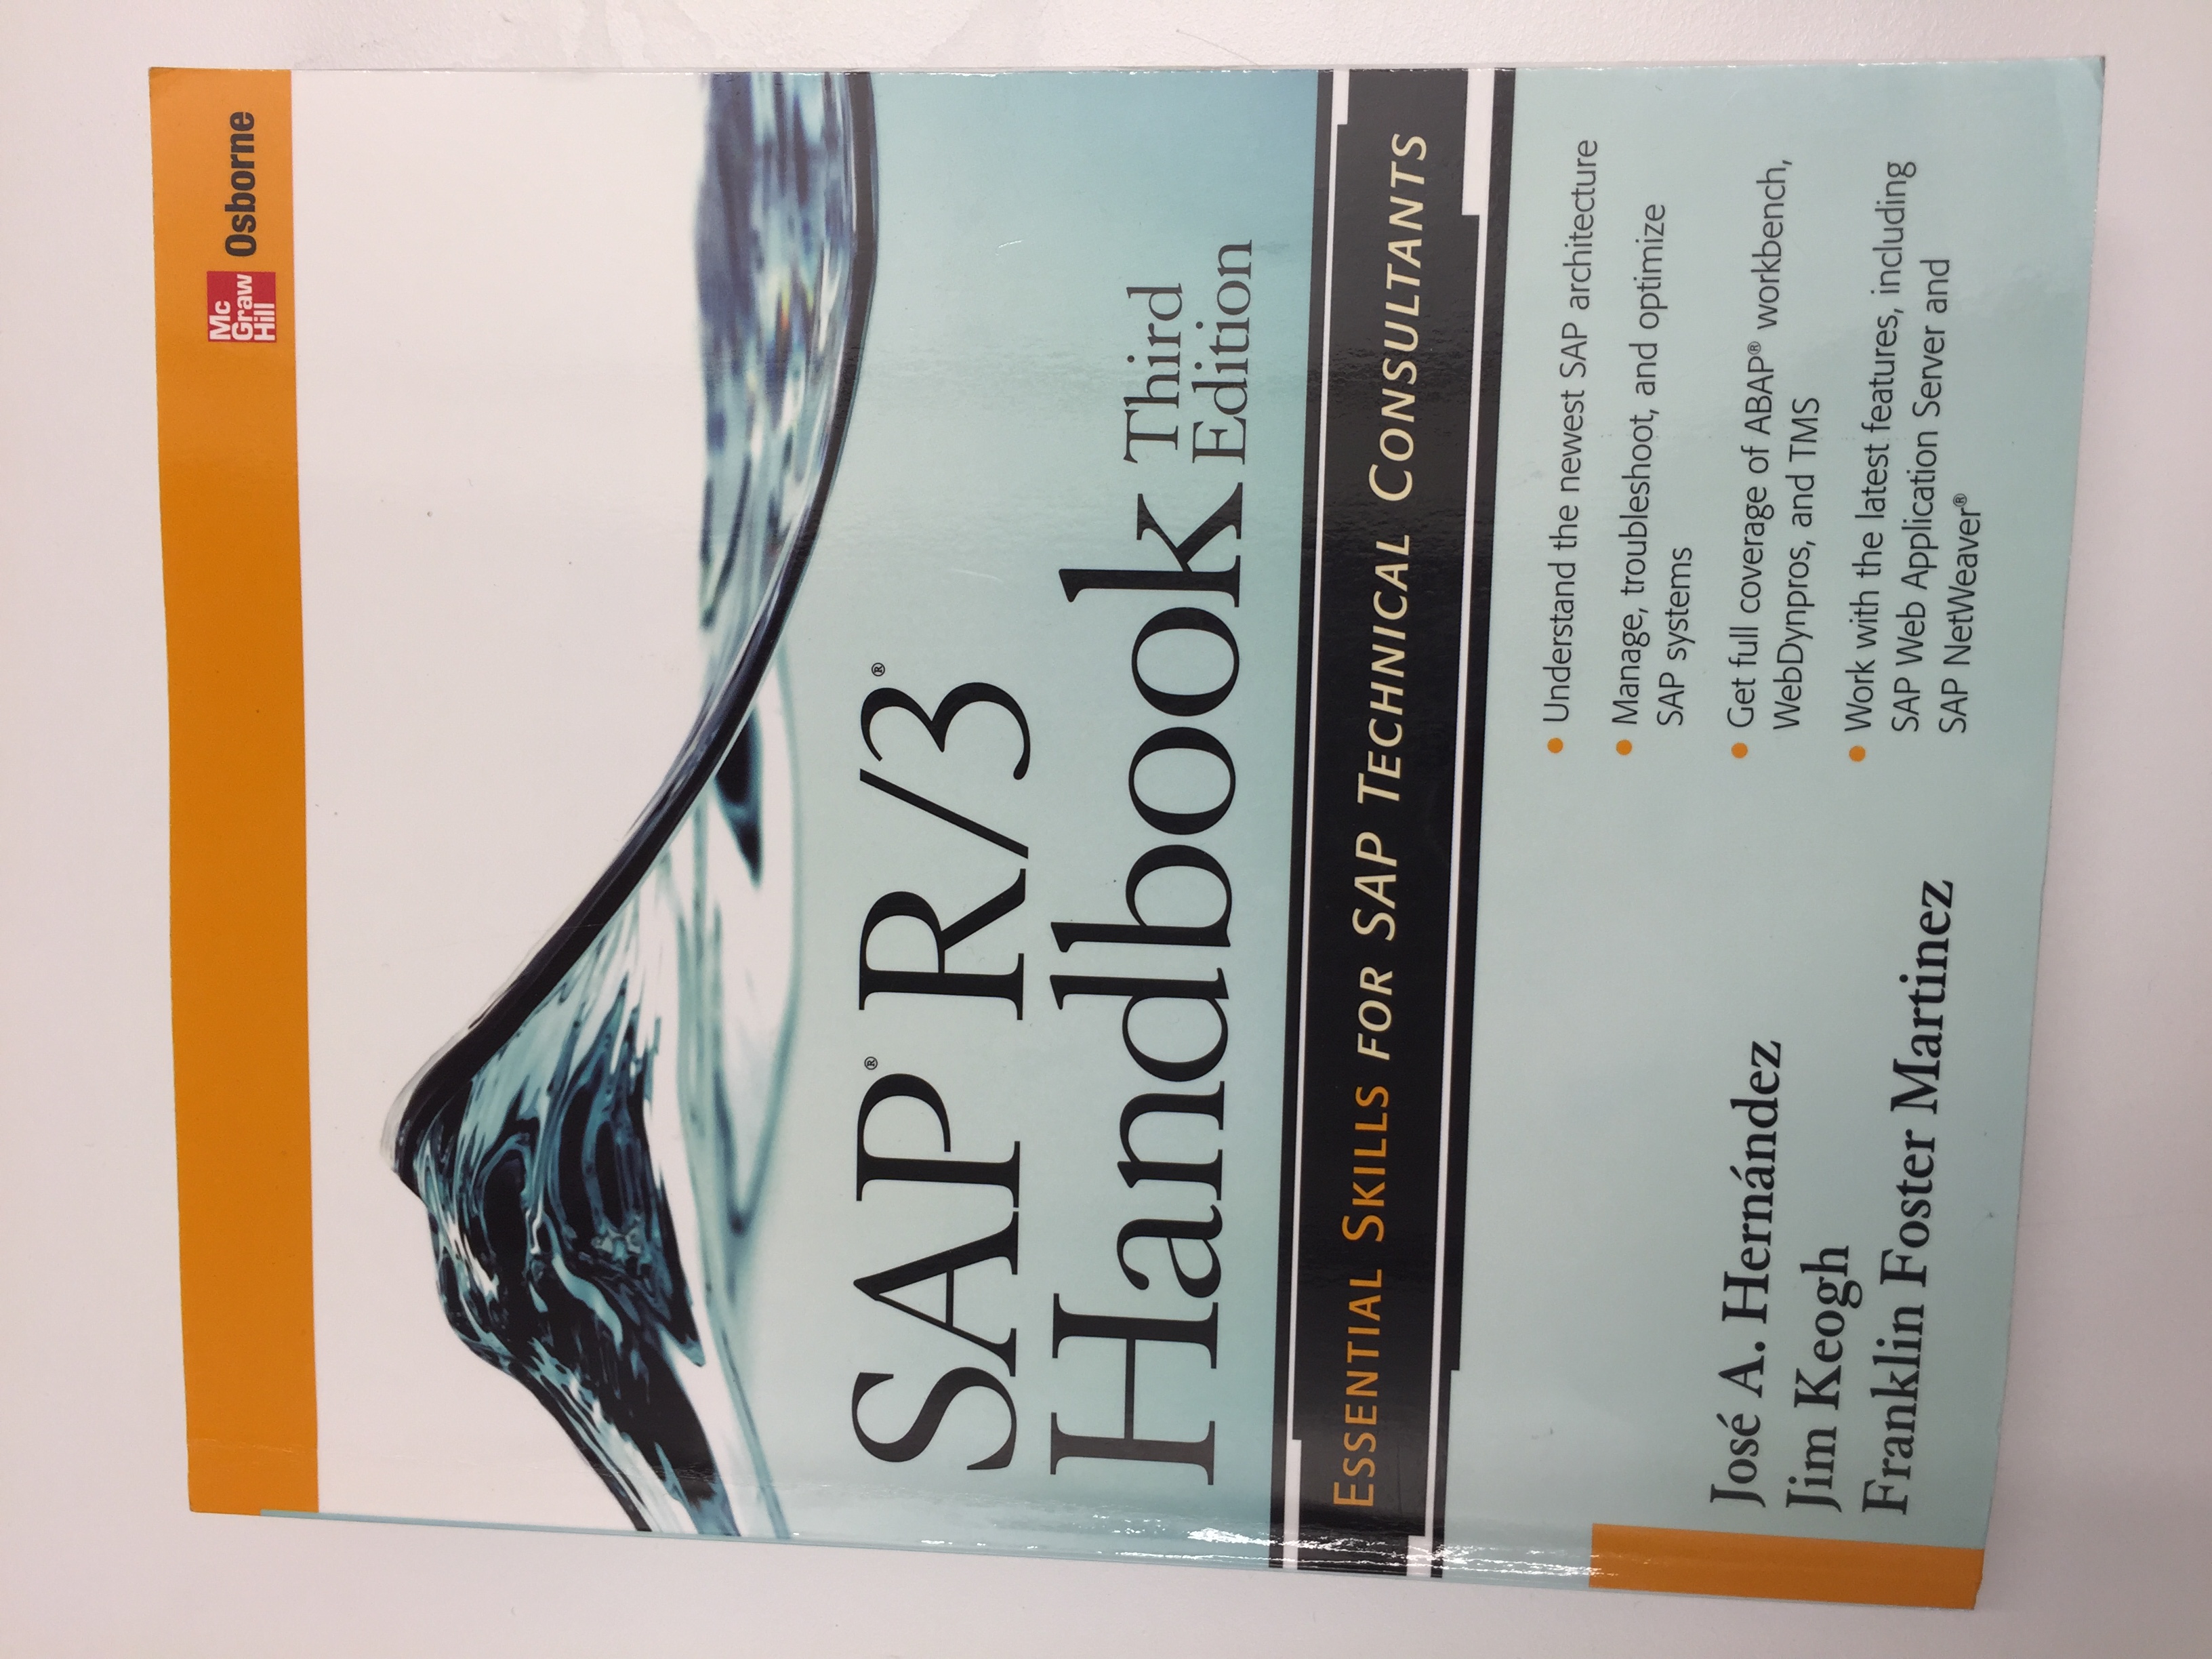 Mc
Graw
Hill
Osborne
SAP® R/3®
Handbook
Third
Edition
ESSENTIAL SKILLS FOR SAP TECHNICAL CONSULTANTS
• Understand the newest SAP architecture
• Manage, troubleshoot, and optimize
SAP systems
• Get full coverage of ABAP® workbench,
WebDynpros, and TMS
• Work with the latest features, including
SAP Web Application Server and
SAP NetWeaver®
José A. Hernández
Jim Keogh
Franklin Foster Martinez